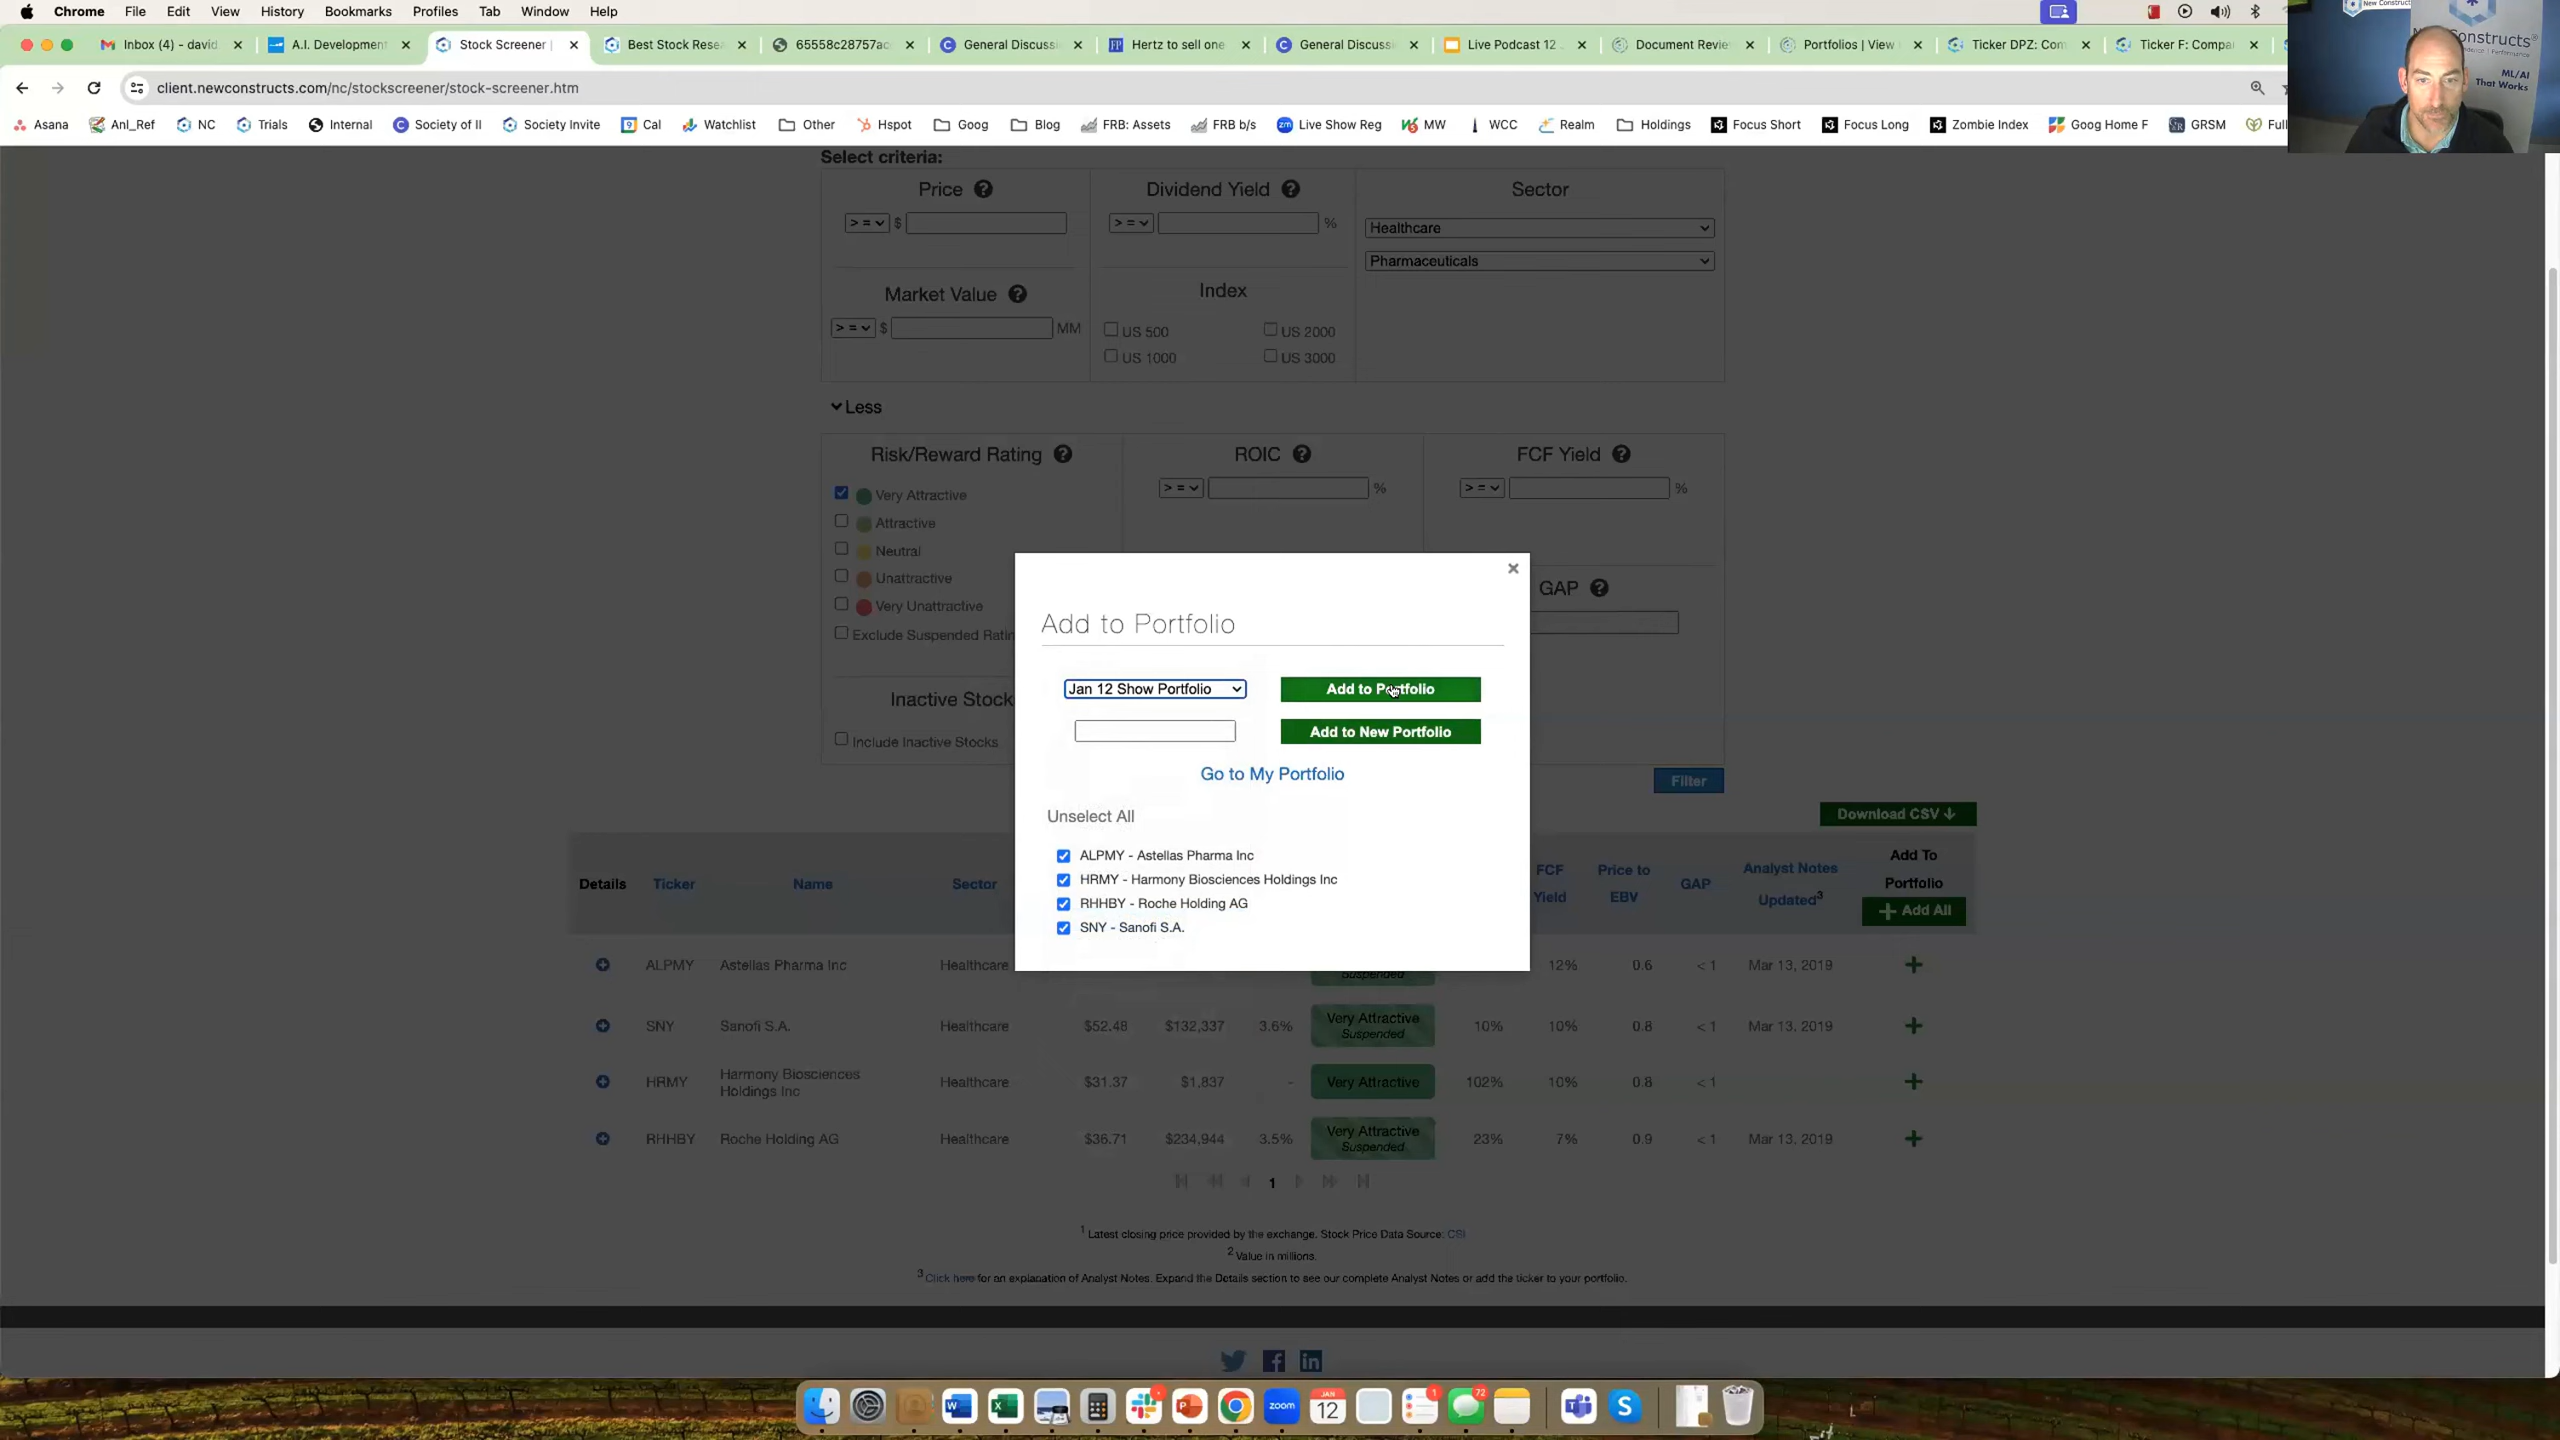 Chrome File Edit View History Bookmarks Profiles Tab Window Help
Inbox (4) - david. A.I. Development Stock Screener | Best Stock Rese 65558c28757ac General Discussi Hertz to sell one General Discussi Live Podcast 12 Document Revie Portfolios | View Ticker DPZ: Com Ticker F: Compa
client.newconstructs.com/nc/stockscreener/stock-screener.htm
Asana Anl_Ref NC Trials Internal Society of II Society Invite Cal Watchlist Other Hspot Goog Blog FRB: Assets FRB b/s Live Show Reg MW WCC Realm Holdings Focus Short Focus Long Zombie Index Goog Home F GRSM Full
ML/AI
That Works
Select criteria:
Price ? Dividend Yield ? Sector
> = $ > = % Healthcare
Pharmaceuticals
Market Value ? Index
> = $ MM US 500 US 2000
US 1000 US 3000
Less
Risk/Reward Rating ? ROIC ? FCF Yield ?
Very Attractive > = % > = %
Attractive
Neutral
Unattractive
Very Unattractive
GAP ?
Exclude Suspended Ratin
Inactive Stock
Include Inactive Stocks
×
Add to Portfolio
Jan 12 Show Portfolio Add to Portfolio
Add to New Portfolio
Go to My Portfolio
Unselect All
ALPMY - Astellas Pharma Inc
HRMY - Harmony Biosciences Holdings Inc
RHHBY - Roche Holding AG
SNY - Sanofi S.A.
Filter
Download CSV
Details Ticker Name Sector FCF Yield Price to EBV GAP Analyst Notes Updated3 Add To Portfolio
+ Add All
ALPMY Astellas Pharma Inc Healthcare Suspended 12% 0.6 < 1 Mar 13, 2019
SNY Sanofi S.A. Healthcare $52.48 $132,337 3.6% Very Attractive Suspended 10% 10% 0.8 < 1 Mar 13, 2019
HRMY Harmony Biosciences Holdings Inc Healthcare $31.37 $1,837 - Very Attractive 102% 10% 0.8 < 1
RHHBY Roche Holding AG Healthcare $36.71 $234,944 3.5% Very Attractive Suspended 23% 7% 0.9 < 1 Mar 13, 2019
1
1 Latest closing price provided by the exchange. Stock Price Data Source: CSI
2 Value in millions.
3 Click here for an explanation of Analyst Notes. Expand the Details section to see our complete Analyst Notes or add the ticker to your portfolio.
zoom
JAN
12
1
72